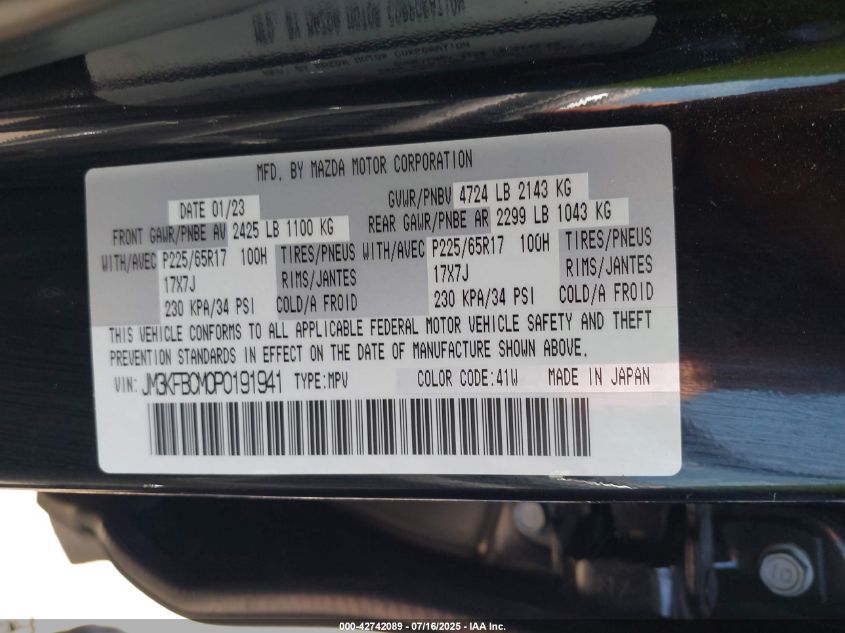 MFD. BY MAZDA MOTOR CORPORATION
DATE 01/23 GVWR/PNBV 4724 LB 2143 KG
FRONT GAWR/PNBE AV 2425 LB 1100 KG REAR GAWR/PNBE AR 2299 LB 1043 KG
WITH/AVEC P225/65R17 100H TIRES/PNEUS WITH/AVEC P225/65R17 100H TIRES/PNEUS
17X7J RIMS/JANTES 17X7J RIMS/JANTES
230 KPA/34 PSI COLD/A FROID 230 KPA/34 PSI COLD/A FROID
THIS VEHICLE CONFORMS TO ALL APPLICABLE FEDERAL MOTOR VEHICLE SAFETY AND THEFT
PREVENTION STANDARDS IN EFFECT ON THE DATE OF MANUFACTURE SHOWN ABOVE.
VIN: JM3KFBCM0P0191941 TYPE:MPV COLOR CODE:41W MADE IN JAPAN
000-42742089 - 07/16/2025 - IAA Inc.